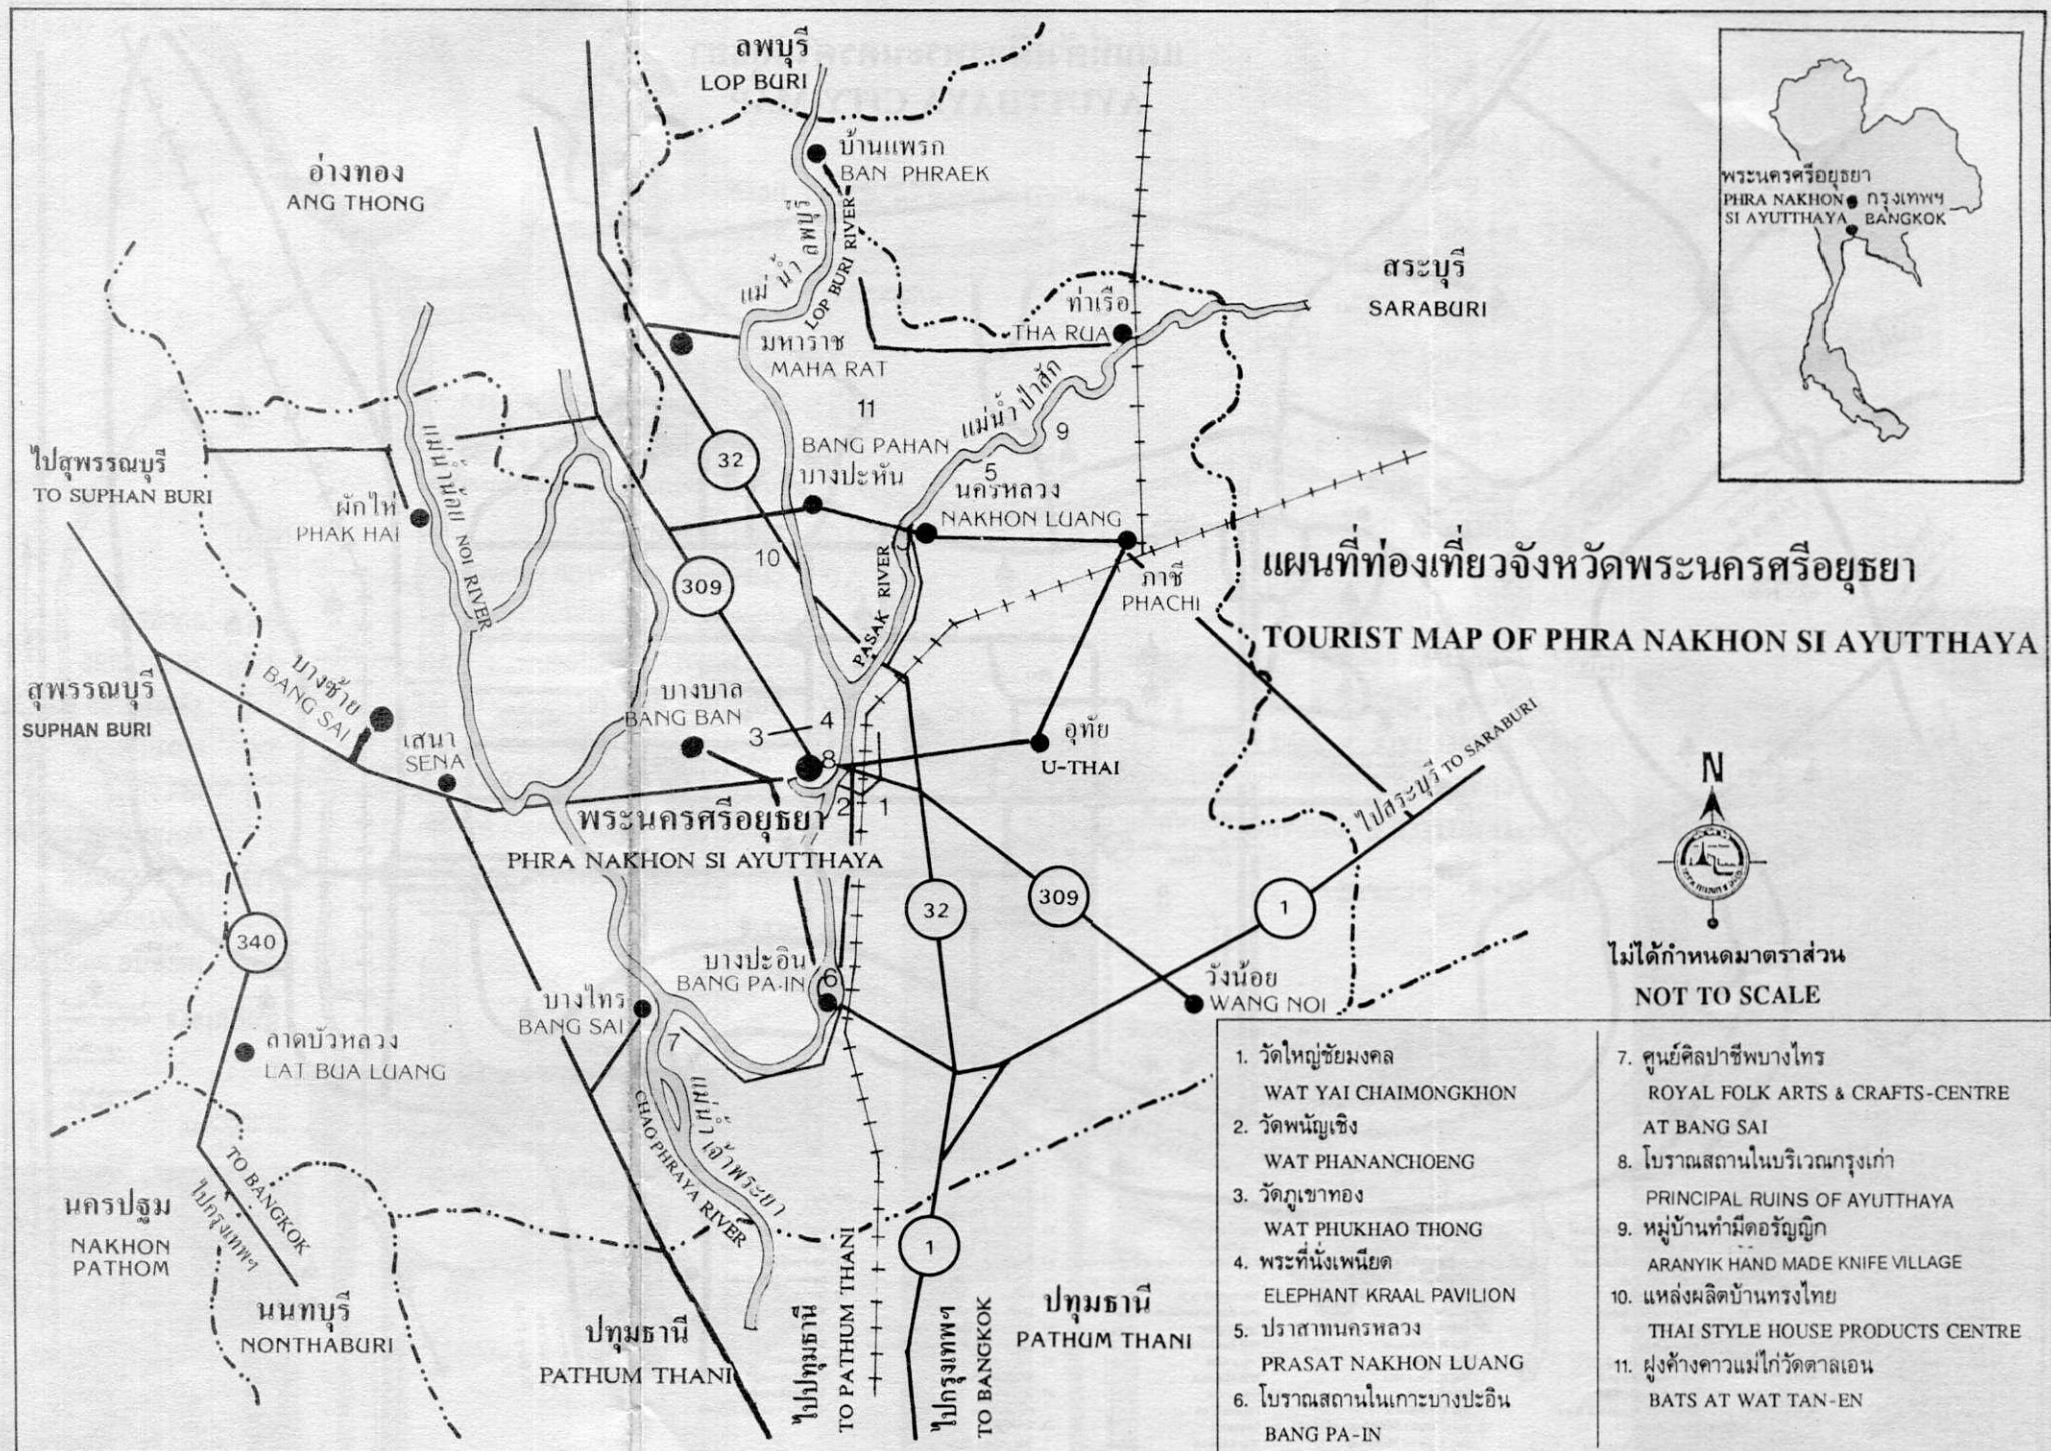 ลพบุรี
LOP BURI
อ่างทอง
ANG THONG
บ้านแพรก
BAN PHRAEK
แม่น้ำ ลพบุรี
LOP BURI RIVER
สระบุรี
SARABURI
ท่าเรือ
THA RUA
มหาราช
MAHA RAT
11
BANG PAHAN
บางปะหัน
แม่น้ำ ป่าสัก
9
5
นครหลวง
NAKHON LUANG
32
ไปสุพรรณบุรี
TO SUPHAN BURI
ผักไห่
PHAK HAI
แม่น้ำน้อย
NOI RIVER
10
309
PASAK RIVER
ภาชี
PHACHI
พระนครศรีอยุธยา
PHRA NAKHON
SI AYUTTHAYA
กรุงเทพฯ
BANGKOK
แผนที่ท่องเที่ยวจังหวัดพระนครศรีอยุธยา
TOURIST MAP OF PHRA NAKHON SI AYUTTHAYA
สุพรรณบุรี
SUPHAN BURI
บางซ้าย
BANG SAI
เสนา
SENA
บางบาล
BANG BAN
3
4
8
2
1
อุทัย
U-THAI
ไปสระบุรี TO SARABURI
พระนครศรีอยุธยา
PHRA NAKHON SI AYUTTHAYA
N
ไม่ได้กำหนดมาตราส่วน
NOT TO SCALE
340
32
309
1
บางปะอิน
BANG PA-IN
6
วังน้อย
WANG NOI
บางไทร
BANG SAI
7
ลาดบัวหลวง
LAT BUA LUANG
แม่น้ำ เจ้าพระยา
CHAO PHRAYA RIVER
TO BANGKOK
ไปกรุงเทพฯ
นครปฐม
NAKHON
PATHOM
นนทบุรี
NONTHABURI
ปทุมธานี
PATHUM THANI
ไปปทุมธานี
TO PATHUM THANI
1
ไปกรุงเทพฯ
TO BANGKOK
ปทุมธานี
PATHUM THANI
1. วัดใหญ่ชัยมงคล
WAT YAI CHAIMONGKHON
2. วัดพนัญเชิง
WAT PHANANCHOENG
3. วัดภูเขาทอง
WAT PHUKHAO THONG
4. พระที่นั่งเพนียด
ELEPHANT KRAAL PAVILION
5. ปราสาทนครหลวง
PRASAT NAKHON LUANG
6. โบราณสถานในเกาะบางปะอิน
BANG PA-IN
7. ศูนย์ศิลปาชีพบางไทร
ROYAL FOLK ARTS & CRAFTS-CENTRE
AT BANG SAI
8. โบราณสถานในบริเวณกรุงเก่า
PRINCIPAL RUINS OF AYUTTHAYA
9. หมู่บ้านทำมีดอรัญญิก
ARANYIK HAND MADE KNIFE VILLAGE
10. แหล่งผลิตบ้านทรงไทย
THAI STYLE HOUSE PRODUCTS CENTRE
11. ฝูงค้างคาวแม่ไก่วัดตาลเอน
BATS AT WAT TAN-EN